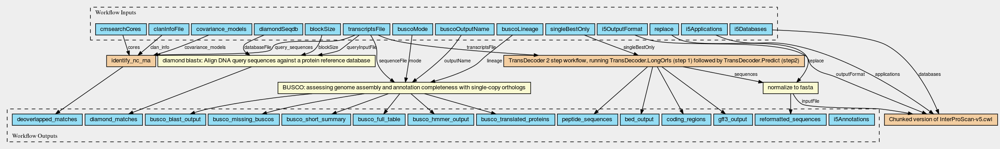 Workflow Inputs
cmsearchCores
clanInfoFile
covariance_models
diamondSeqdb
blockSize
transcriptsFile
buscoMode
buscoOutputName
buscoLineage
singleBestOnly
i5OutputFormat
replace
i5Applications
i5Databases
cores
clan_info
covariance_models
databaseFile
query_sequences
blockSize
queryInputFile
transcriptsFile
singleBestOnly
identify_nc_rna
diamond blastx: Align DNA query sequences against a protein reference database
sequenceFile
mode
outputName
lineage
TransDecoder 2 step workflow, running TransDecoder.LongOrfs (step 1) followed by TransDecoder.Predict (step2)
replace
sequences
outputFormat
applications
databases
BUSCO: assessing genome assembly and annotation completeness with single-copy orthologs
normalize to fasta
inputFile
deoverlapped_matches
diamond_matches
busco_blast_output
busco_missing_buscos
busco_short_summary
busco_full_table
busco_hmmer_output
busco_translated_proteins
peptide_sequences
bed_output
coding_regions
gff3_output
reformatted_sequences
i5Annotations
Chunked version of InterProScan-v5.cwl
Workflow Outputs